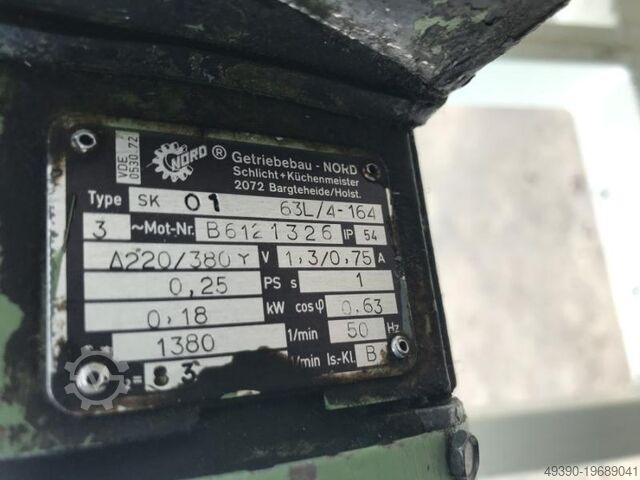 VDE 0530.72
NORD ® Getriebebau - NORD
Schlicht+Küchenmeister
2072 Bargteheide/Holst.
Type SK 01 63L/4-164
3 ~Mot-Nr. B6121326 IP 54
Δ220/380Y V 1,3/0,75 A
0,25 PS s 1
0,18 kW cosφ 0,63
1380 1/min 50 Hz
= 83 1/min Is.-Kl. B
49390-19689041